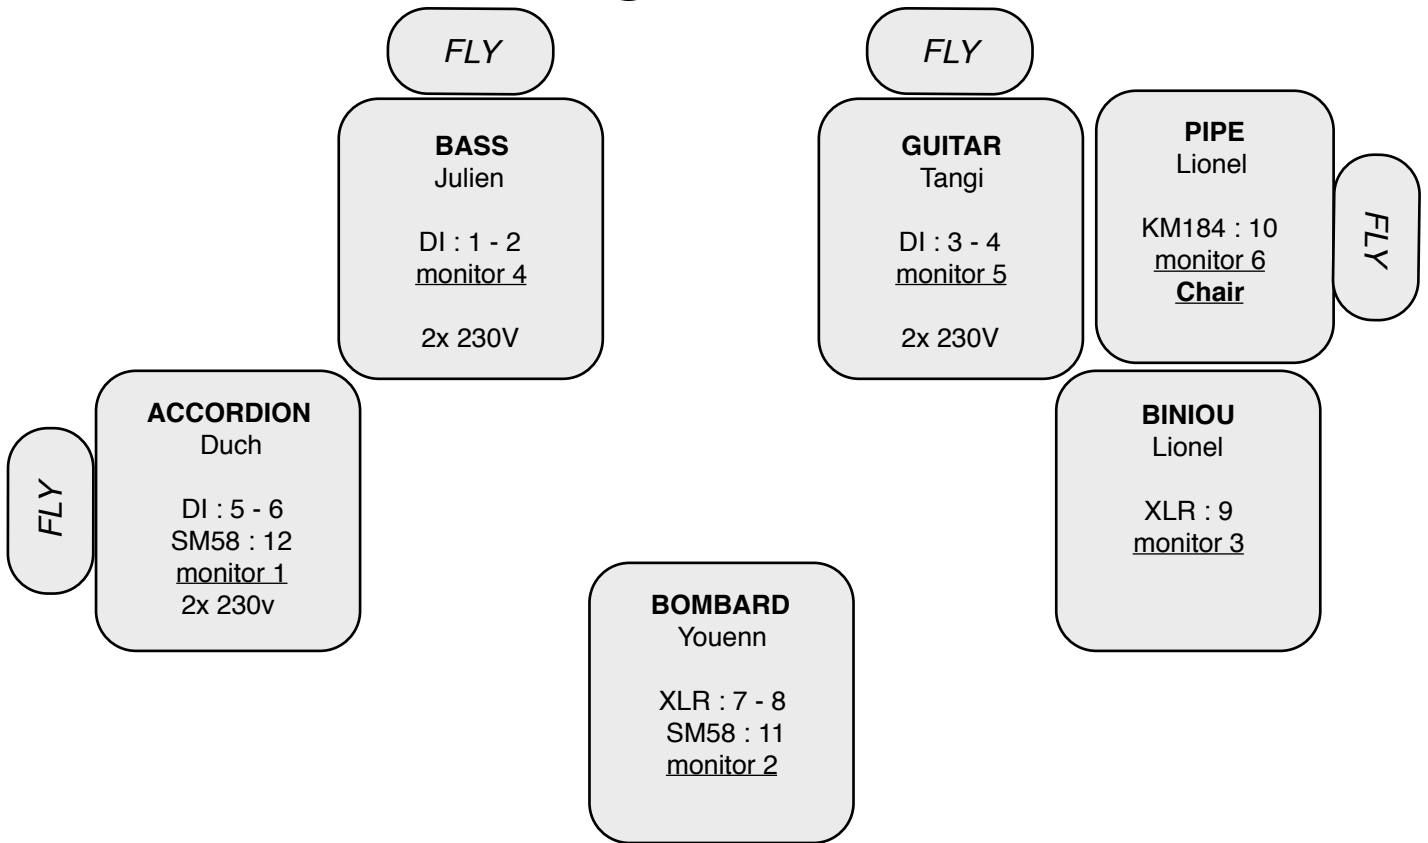 FLY
BASS
Julien
DI : 1 - 2
monitor 4
2x 230V
FLY
GUITAR
Tangi
DI : 3 - 4
monitor 5
2x 230V
PIPE
Lionel
KM184 : 10
monitor 6
Chair
FLY
FLY
ACCORDION
Duch
DI : 5 - 6
SM58 : 12
monitor 1
2x 230v
BINIOU
Lionel
XLR : 9
monitor 3
BOMBARD
Youenn
XLR : 7 - 8
SM58 : 11
monitor 2